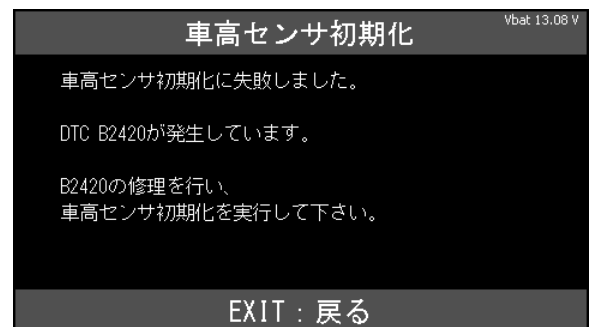 車高センサ初期化
Vbat 13.08 V
車高センサ初期化に失敗しました。
DTC B2420が発生しています。
B2420の修理を行い、
車高センサ初期化を実行して下さい。
EXIT：戻る